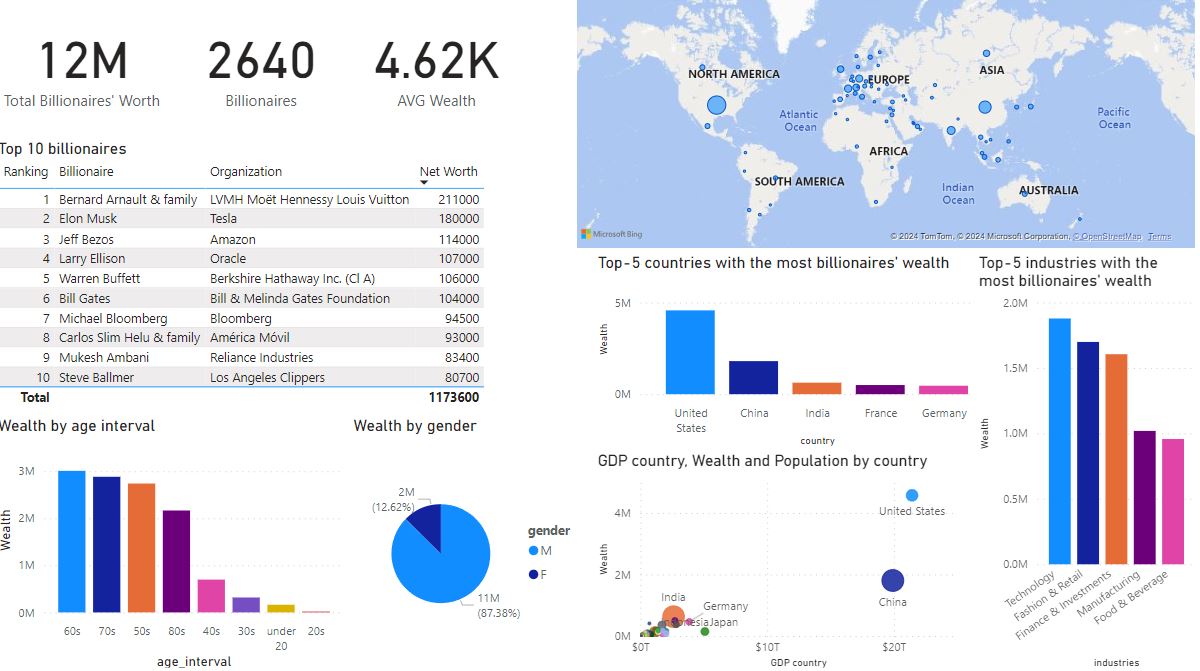 12M
Total Billionaires' Worth
2640
Billionaires
4.62K
AVG Wealth
Top 10 billionaires
Ranking Billionaire Organization Net Worth
1 Bernard Arnault & family LVMH Moët Hennessy Louis Vuitton 211000
2 Elon Musk Tesla 180000
3 Jeff Bezos Amazon 114000
4 Larry Ellison Oracle 107000
5 Warren Buffett Berkshire Hathaway Inc. (Cl A) 106000
6 Bill Gates Bill & Melinda Gates Foundation 104000
7 Michael Bloomberg Bloomberg 94500
8 Carlos Slim Helu & family América Móvil 93000
9 Mukesh Ambani Reliance Industries 83400
10 Steve Ballmer Los Angeles Clippers 80700
Total 1173600
Wealth by age interval
Wealth
3M
2M
1M
0M
60s 70s 50s 80s 40s 30s under 20s
20
age_interval
Wealth by gender
2M
(12.62%)
11M
(87.38%)
gender
M
F
NORTH AMERICA
EUROPE
ASIA
Atlantic
Ocean
Pacific
Ocean
AFRICA
SOUTH AMERICA
Indian
Ocean
AUSTRALIA
Microsoft Bing
© 2024 TomTom, © 2024 Microsoft Corporation, © OpenStreetMap Terms
Top-5 countries with the most billionaires' wealth
Wealth
5M
0M
United China India France Germany
States
country
Top-5 industries with the
most billionaires' wealth
Wealth
2.0M
1.5M
1.0M
0.5M
0.0M
Technology
Fashion & Retail
Finance & Investments
Manufacturing
Food & Beverage
industries
GDP country, Wealth and Population by country
Wealth
4M
2M
0M
United States
China
India
Germany
Japan
$0T $10T $20T
GDP country